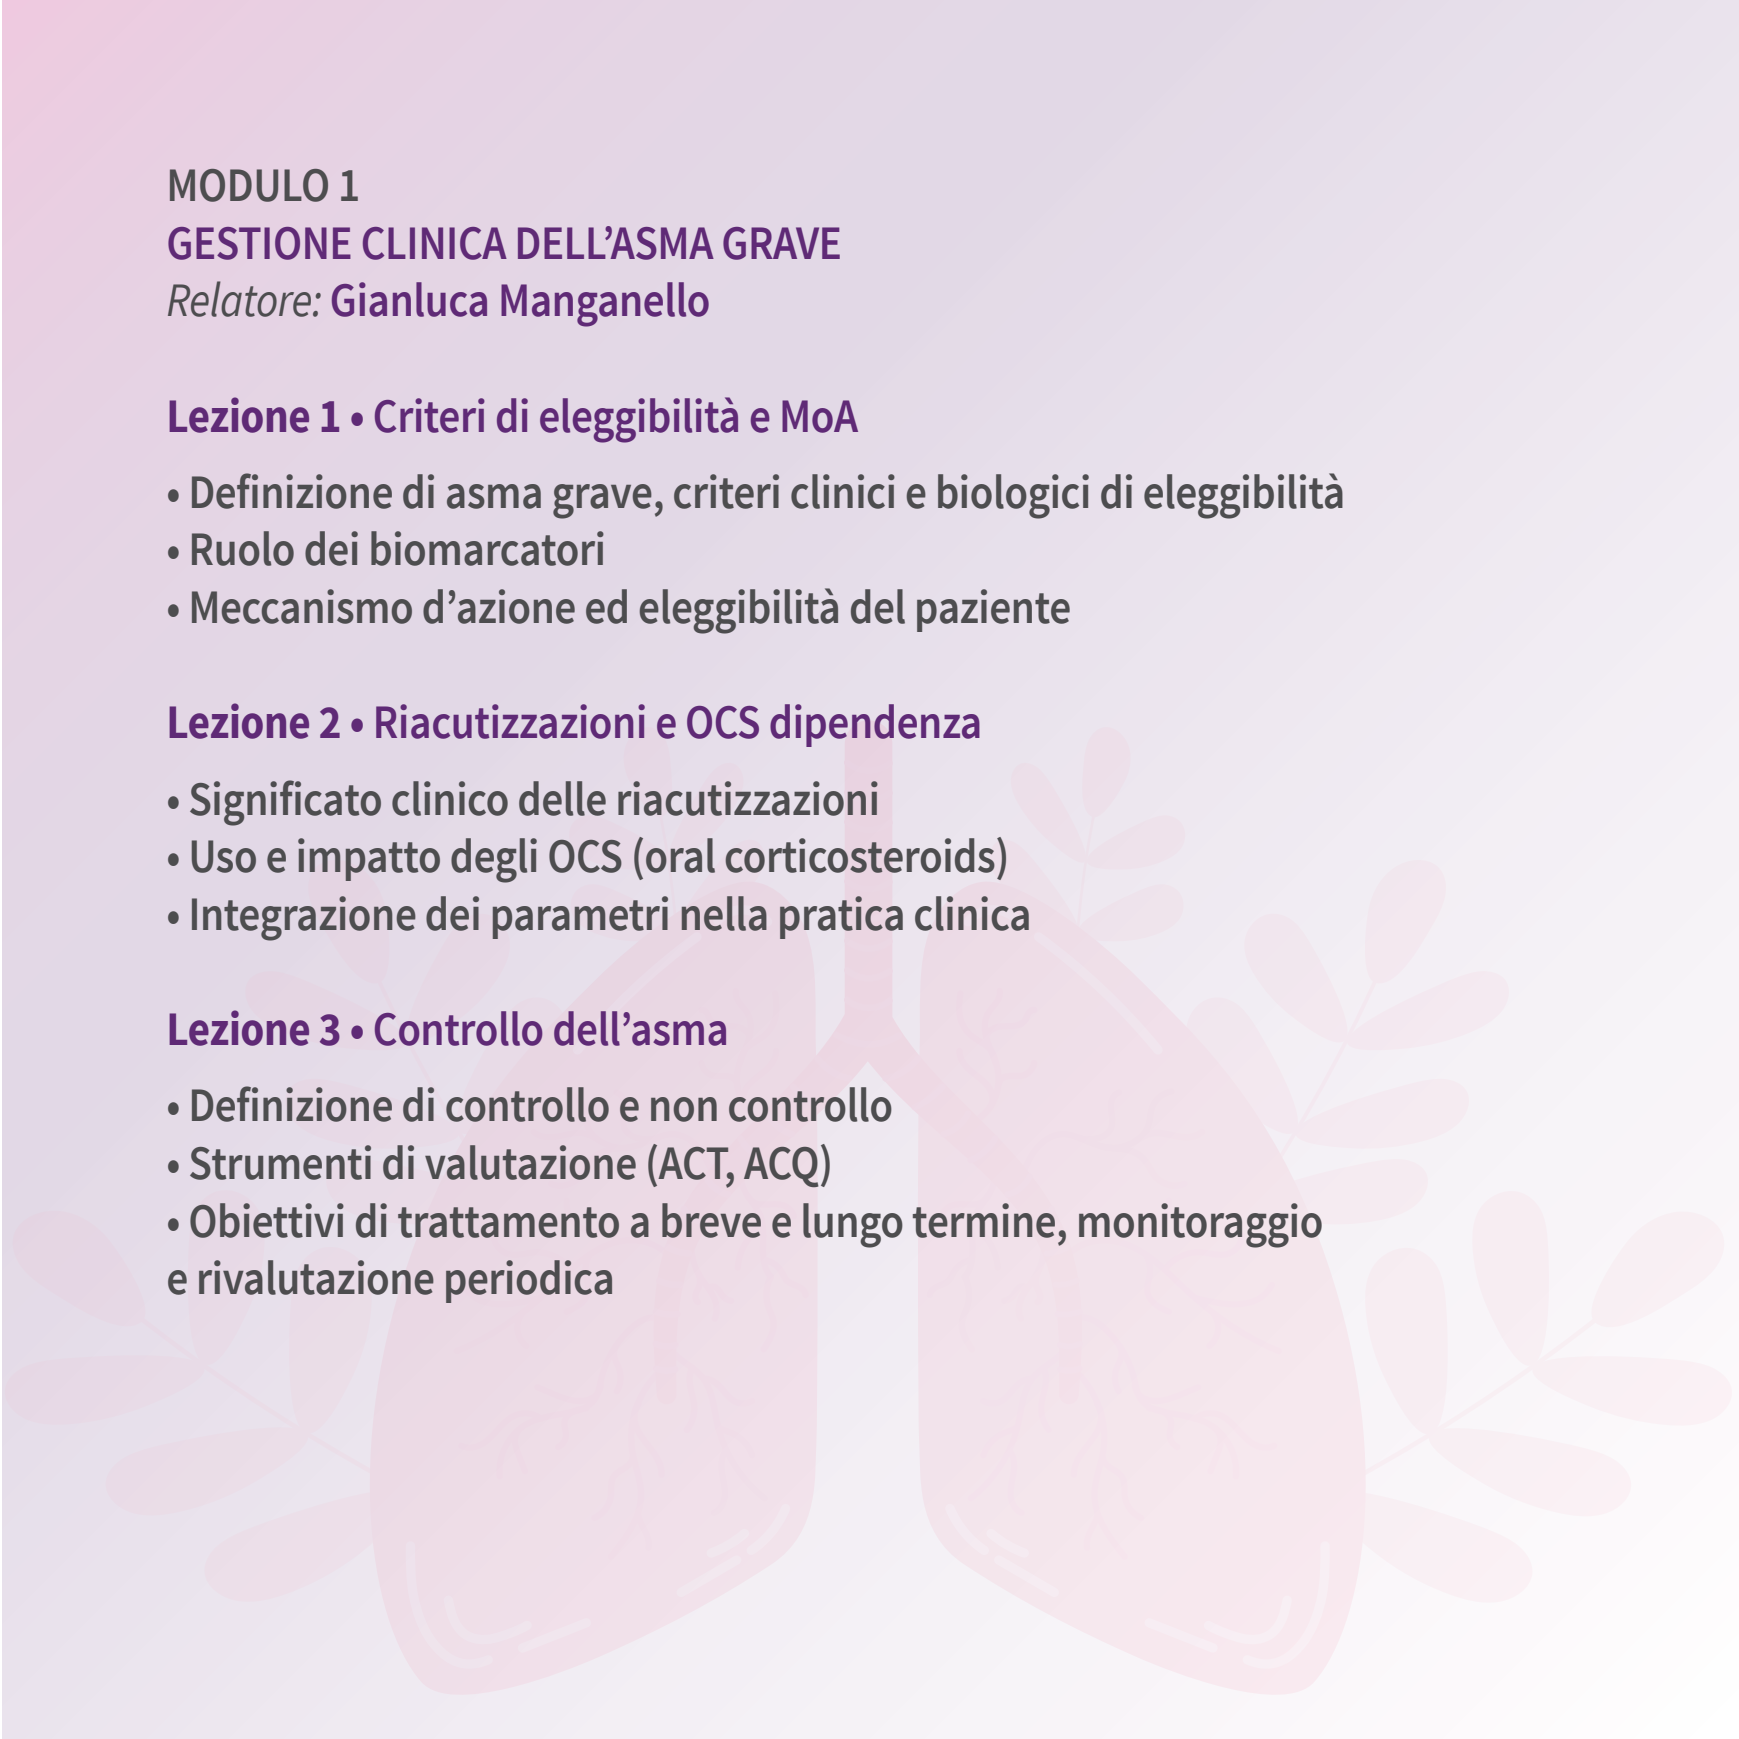 MODULO 1
GESTIONE CLINICA DELL’ASMA GRAVE
Relatore: Gianluca Manganello
Lezione 1 • Criteri di eleggibilità e MoA
• Definizione di asma grave, criteri clinici e biologici di eleggibilità
• Ruolo dei biomarcatori
• Meccanismo d’azione ed eleggibilità del paziente
Lezione 2 • Riacutizzazioni e OCS dipendenza
• Significato clinico delle riacutizzazioni
• Uso e impatto degli OCS (oral corticosteroids)
• Integrazione dei parametri nella pratica clinica
Lezione 3 • Controllo dell’asma
• Definizione di controllo e non controllo
• Strumenti di valutazione (ACT, ACQ)
• Obiettivi di trattamento a breve e lungo termine, monitoraggio
e rivalutazione periodica